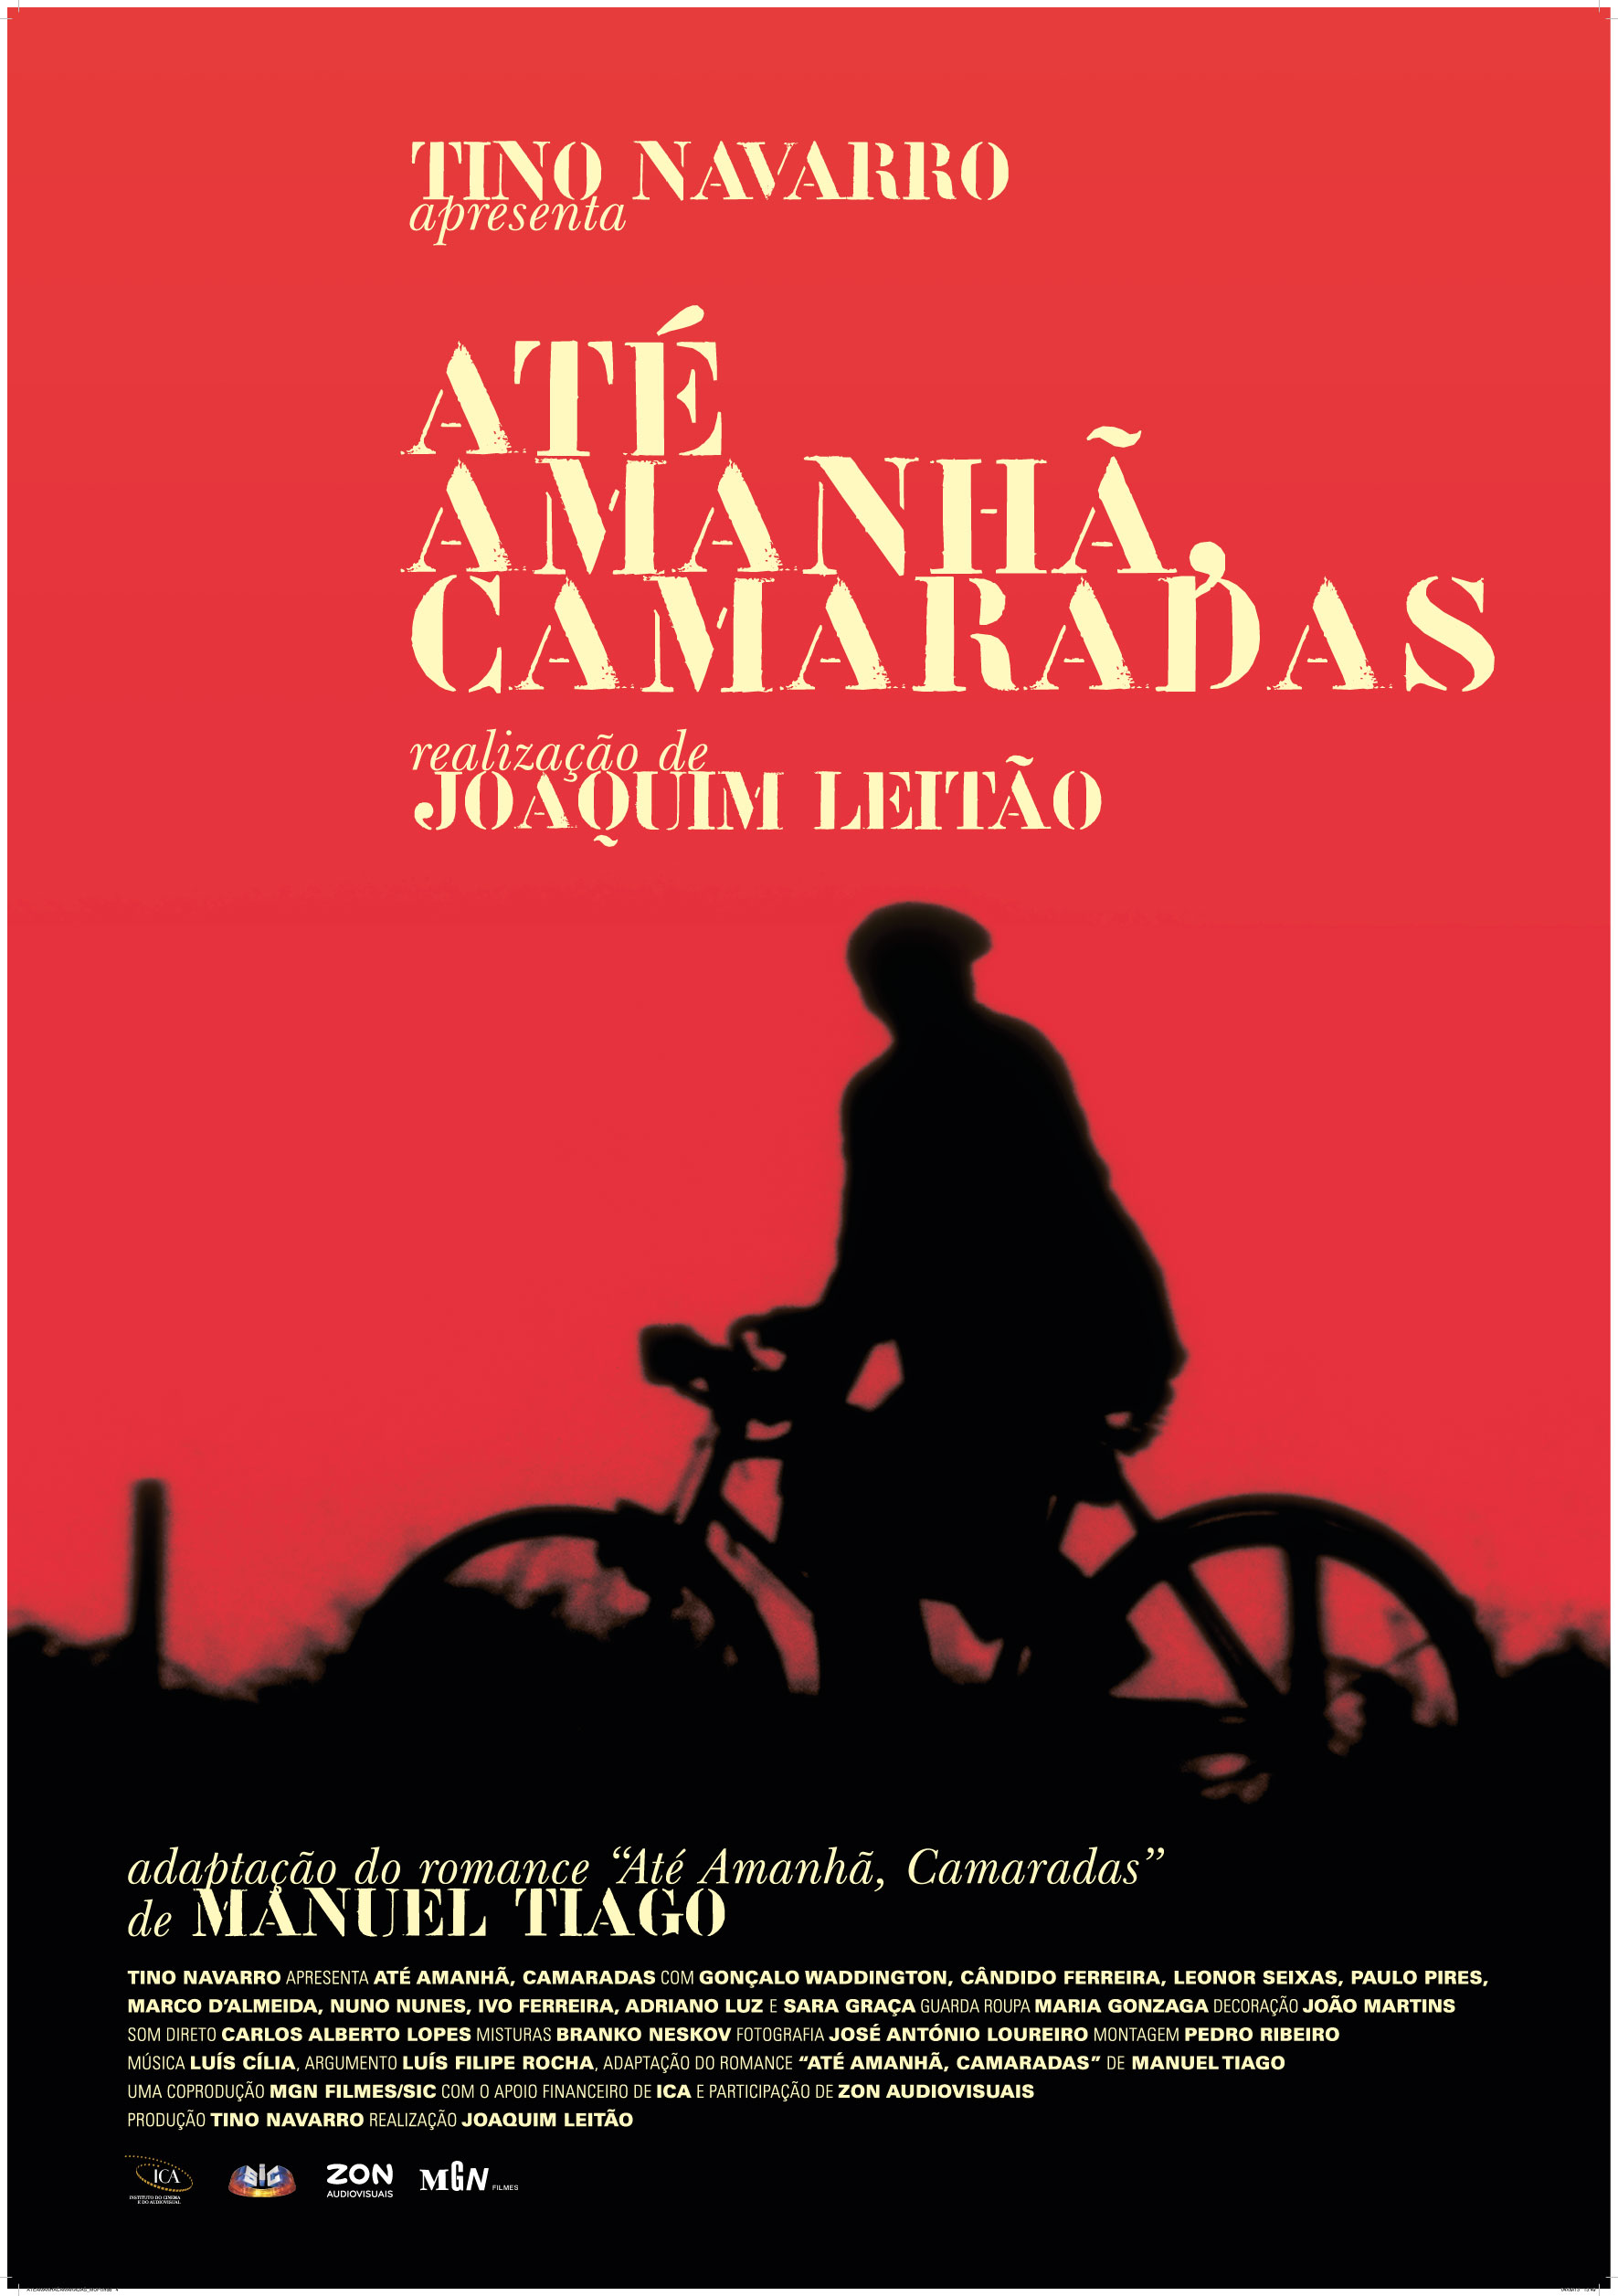 TINO NAVARRO
apresenta
ATÉ
AMANHÃ,
CAMARADAS
realização de
JOAQUIM LEITÃO
adaptação do romance “Até Amanhã, Camaradas”
de MANUEL TIAGO
TINO NAVARRO APRESENTA ATÉ AMANHÃ, CAMARADAS COM GONÇALO WADDINGTON, CÂNDIDO FERREIRA, LEONOR SEIXAS, PAULO PIRES,
MARCO D’ALMEIDA, NUNO NUNES, IVO FERREIRA, ADRIANO LUZ E SARA GRAÇA GUARDA ROUPA MARIA GONZAGA DECORAÇÃO JOÃO MARTINS
SOM DIRETO CARLOS ALBERTO LOPES MISTURAS BRANKO NESKOV FOTOGRAFIA JOSÉ ANTÓNIO LOUREIRO MONTAGEM PEDRO RIBEIRO
MÚSICA LUÍS CÍLIA, ARGUMENTO LUÍS FILIPE ROCHA, ADAPTAÇÃO DO ROMANCE “ATÉ AMANHÃ, CAMARADAS” DE MANUEL TIAGO
UMA COPRODUÇÃO MGN FILMES/SIC COM O APOIO FINANCEIRO DE ICA E PARTICIPAÇÃO DE ZON AUDIOVISUAIS
PRODUÇÃO TINO NAVARRO REALIZAÇÃO JOAQUIM LEITÃO
ICA
INSTITUTO DO CINEMA
E DO AUDIOVISUAL
SIC
ZON
AUDIOVISUAIS
MGN FILMES